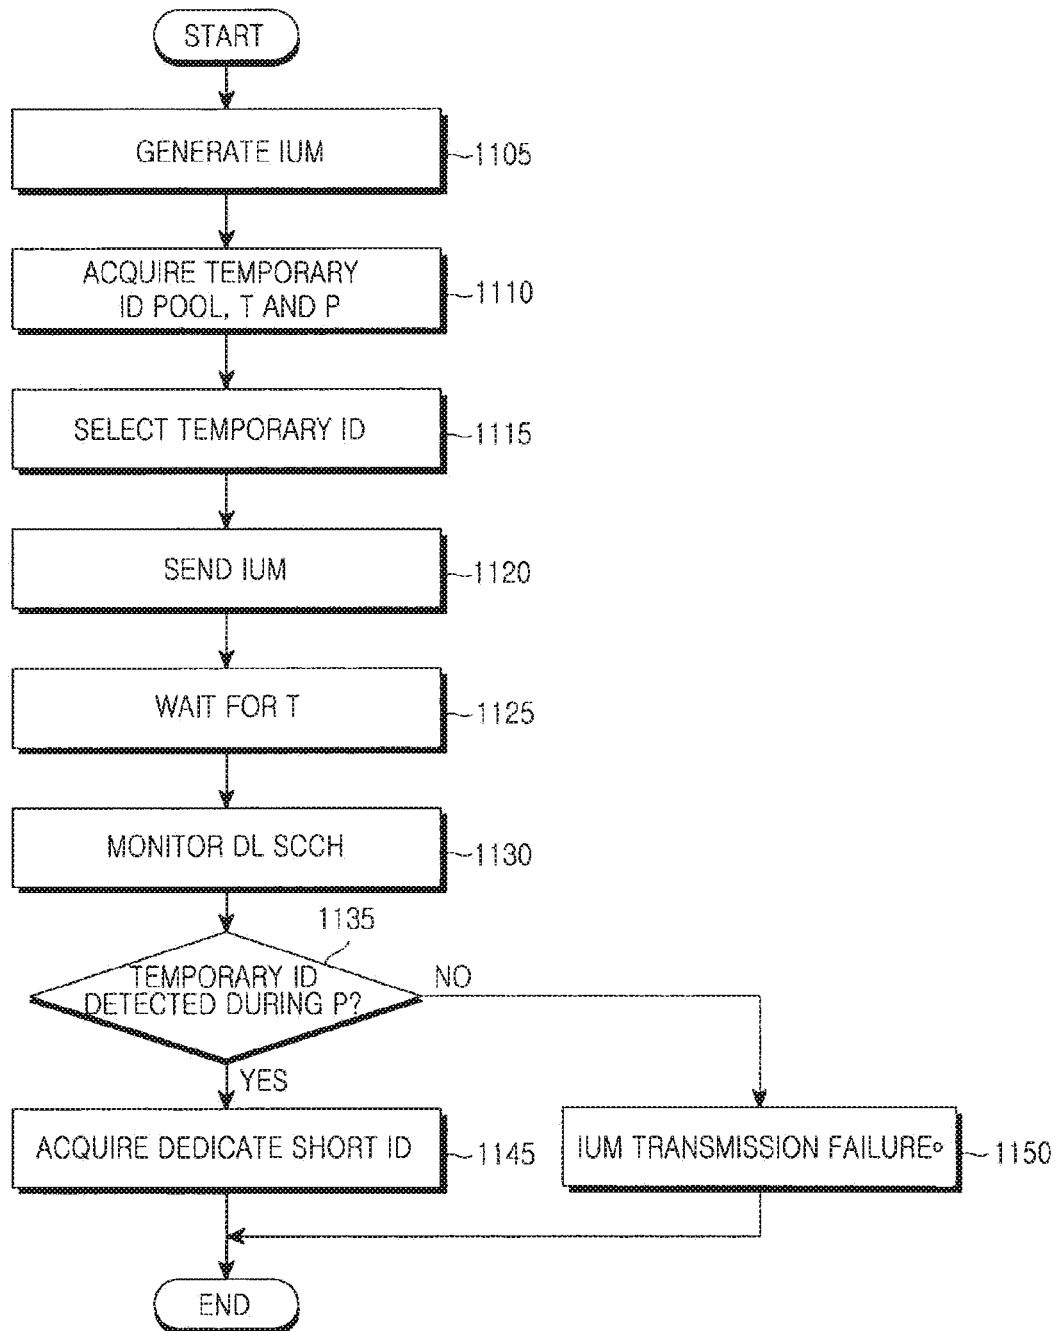 START
GENERATE IUM
1105
ACQUIRE TEMPORARY
ID POOL, T AND P
1110
SELECT TEMPORARY ID
1115
SEND IUM
1120
WAIT FOR T
1125
MONITOR DL SCCH
1130
1135
TEMPORARY ID
DETECTED DURING P?
NO
YES
ACQUIRE DEDICATE SHORT ID
1145
IUM TRANSMISSION FAILURE
1150
END